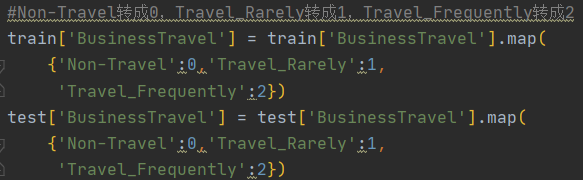 #Non-Travel转成0，Travel_Rarely转成1，Travel_Frequently转成2
train['BusinessTravel'] = train['BusinessTravel'].map(
    {'Non-Travel':0,'Travel_Rarely':1,
     'Travel_Frequently':2})
test['BusinessTravel'] = test['BusinessTravel'].map(
    {'Non-Travel':0,'Travel_Rarely':1,
     'Travel_Frequently':2})